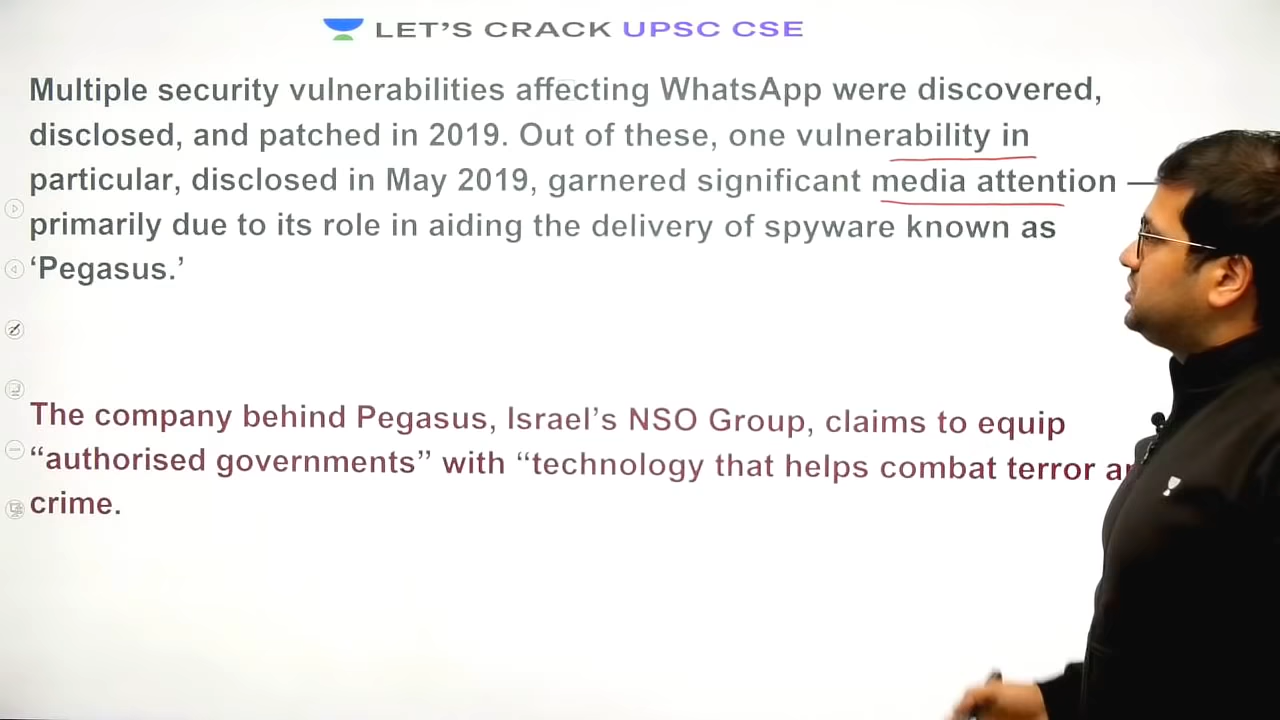 LET'S CRACK UPSC CSE
Multiple security vulnerabilities affecting WhatsApp were discovered,
disclosed, and patched in 2019. Out of these, one vulnerability in
particular, disclosed in May 2019, garnered significant media attention —
primarily due to its role in aiding the delivery of spyware known as
‘Pegasus.’
The company behind Pegasus, Israel’s NSO Group, claims to equip
“authorised governments” with “technology that helps combat terror
crime.